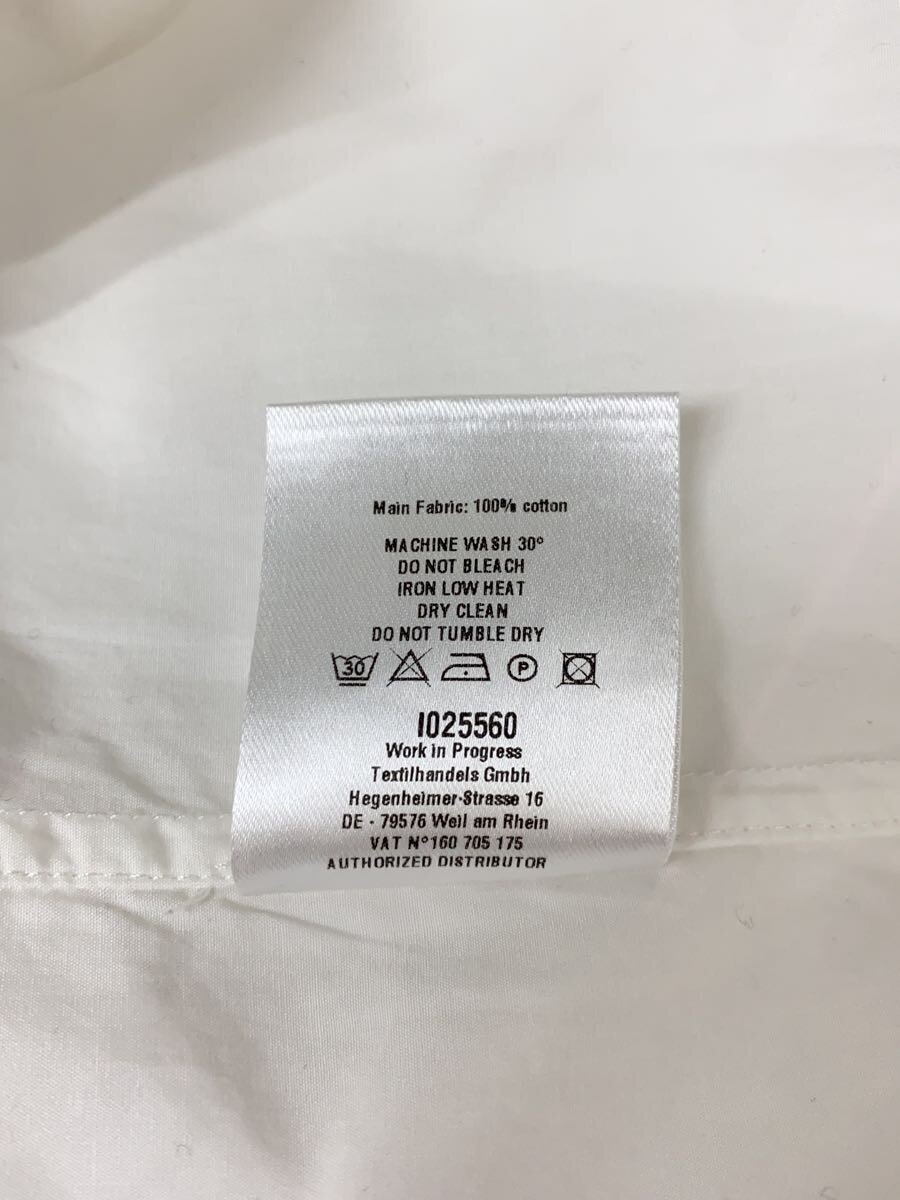 Main Fabric: 100% cotton
MACHINE WASH 30°
DO NOT BLEACH
IRON LOW HEAT
DRY CLEAN
DO NOT TUMBLE DRY
30 P
I025560
Work in Progress
Textilhandels Gmbh
Hegenheimer-Strasse 16
DE - 79576 Weil am Rhein
VAT N°160 705 175
AUTHORIZED DISTRIBUTOR